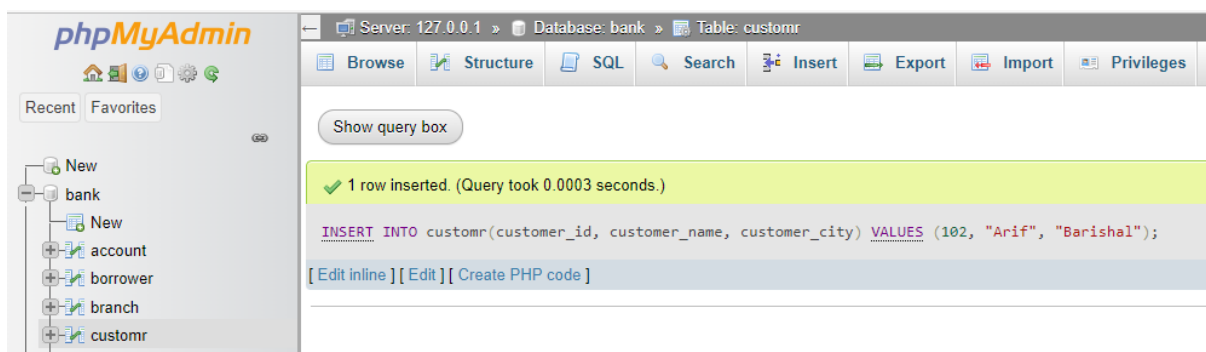 phpMyAdmin
Recent Favorites
New
bank
New
account
borrower
branch
customr
← Server: 127.0.0.1 » Database: bank » Table: customr
Browse Structure SQL Search Insert Export Import Privileges
Show query box
1 row inserted. (Query took 0.0003 seconds.)
INSERT INTO customr(customer_id, customer_name, customer_city) VALUES (102, "Arif", "Barishal");
[ Edit inline ] [ Edit ] [ Create PHP code ]